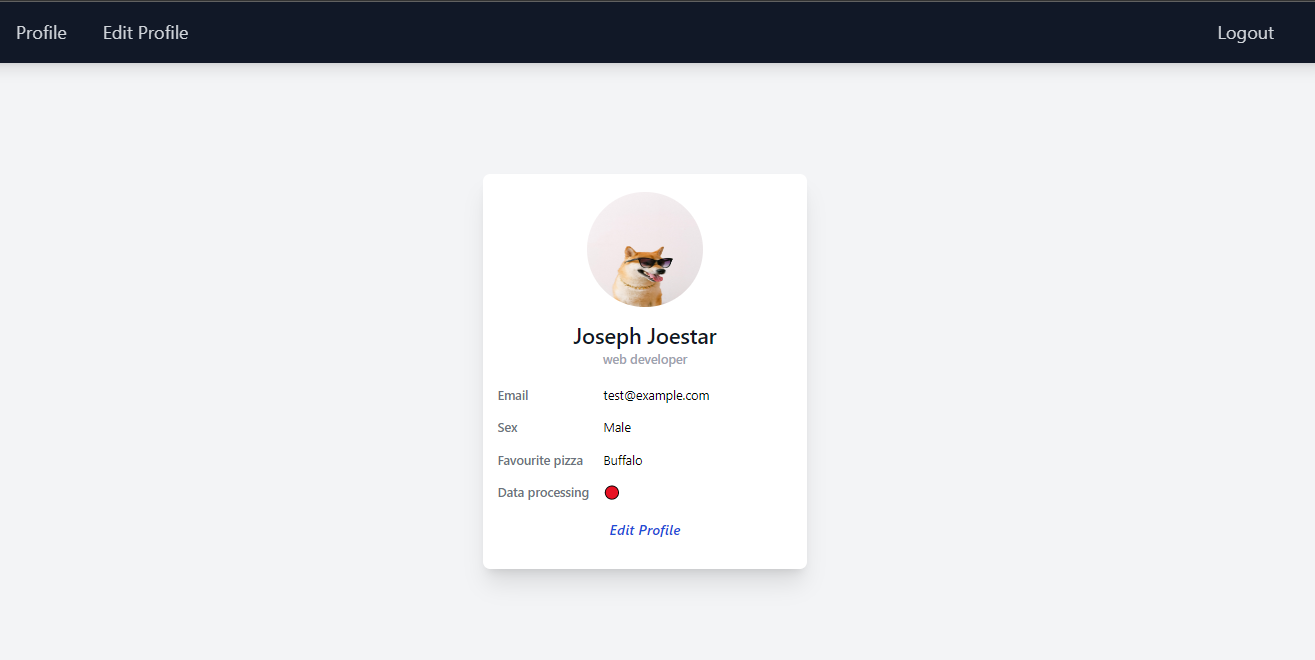 Profile Edit Profile Logout
Joseph Joestar
web developer
Email test@example.com
Sex Male
Favourite pizza Buffalo
Data processing
Edit Profile